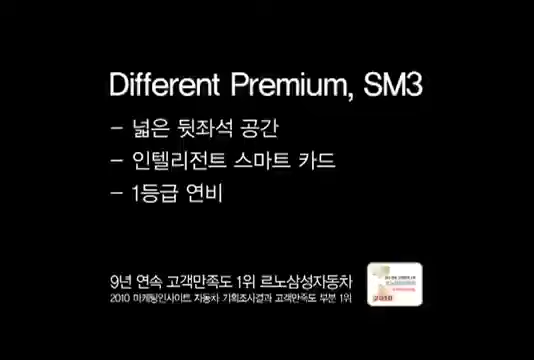 Different Premium, SM3
- 넓은 뒷좌석 공간
- 인텔리전트 스마트 카드
- 1등급 연비
9년 연속 고객만족도 1위 르노삼성자동차
2010 마케팅인사이트 자동차 기획조사결과 고객만족도 부분 1위
2010